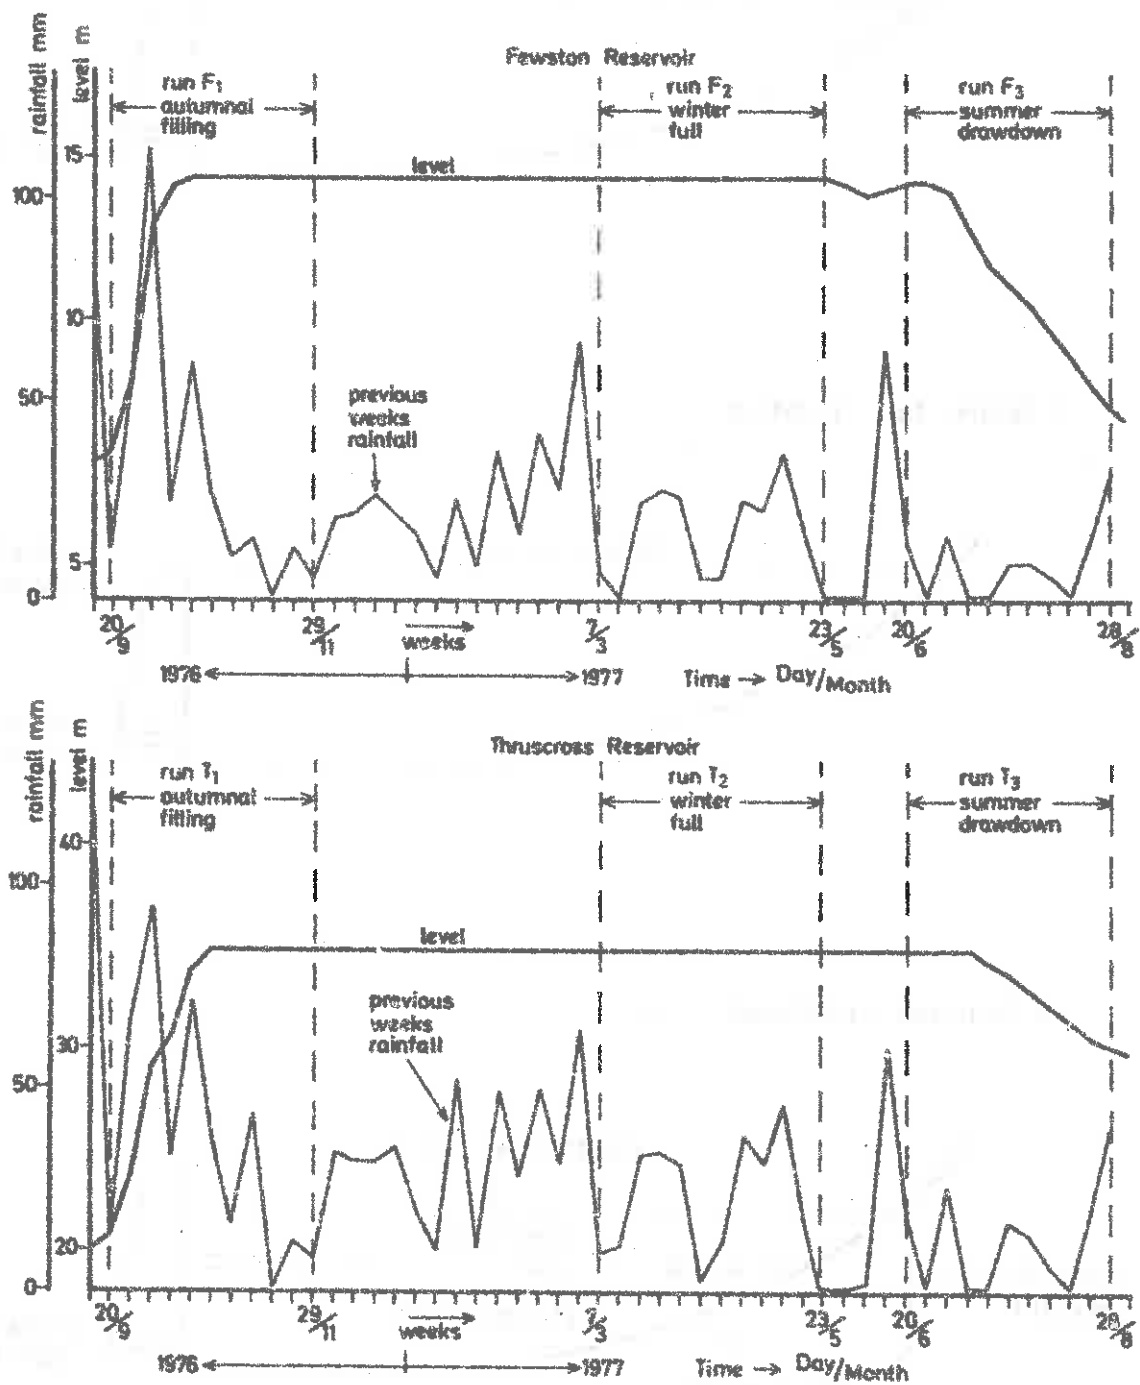 Fewston Reservoir
rainfall mm
level m
run F1
autumnal
filling
run F2
winter
full
run F3
summer
drawdown
15
100
level
10
50
previous
weeks
rainfall
5
0
20/9
29/11
weeks
7/3
23/5
20/6
28/8
1976
1977
Time → Day/Month
Thruscross Reservoir
rainfall mm
level m
run T1
autumnal
filling
run T2
winter
full
run T3
summer
drawdown
40
100
level
previous
weeks
rainfall
30
50
20
0
20/9
29/11
weeks
7/3
23/5
20/6
28/8
1976
1977
Time → Day/Month